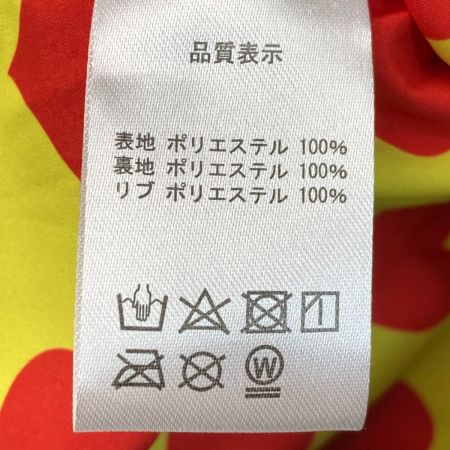 品質表示
表地 ポリエステル 100%
裏地 ポリエステル 100%
リブ ポリエステル 100%
W